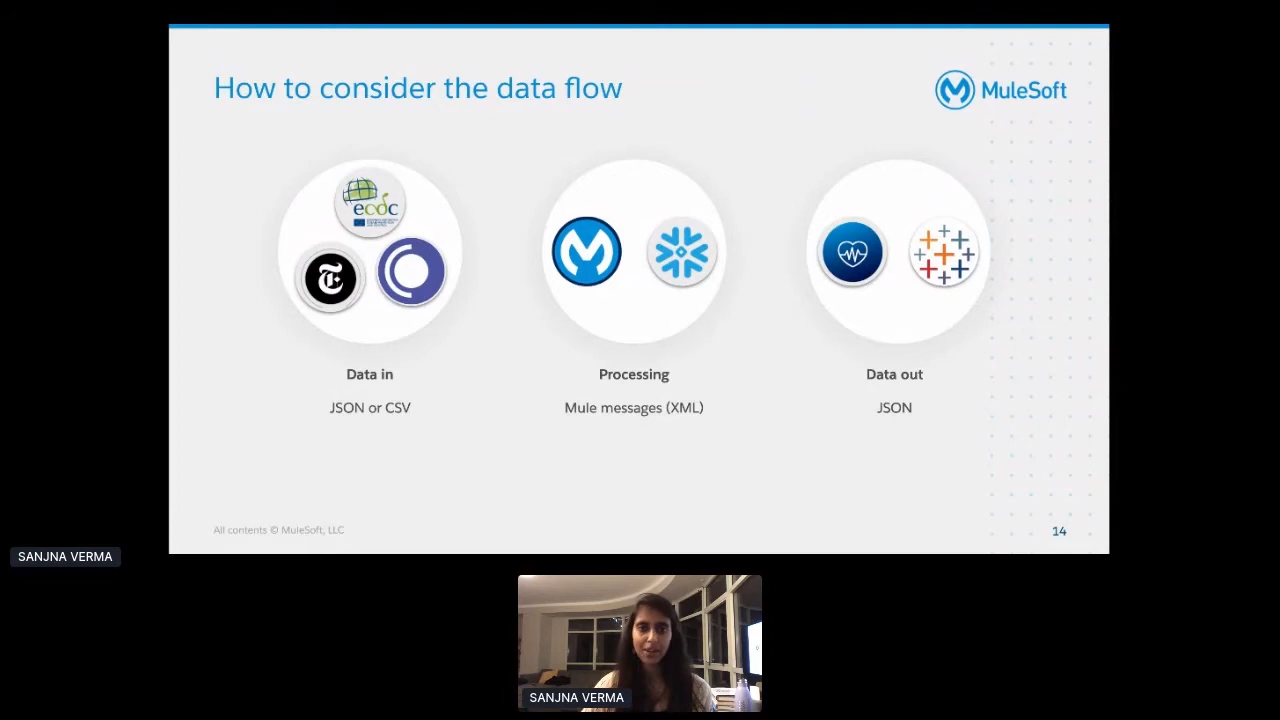 How to consider the data flow
MuleSoft
ecdc
Data in
Processing
Data out
JSON or CSV
Mule messages (XML)
JSON
All contents © MuleSoft, LLC
14
SANJNA VERMA
SANJNA VERMA